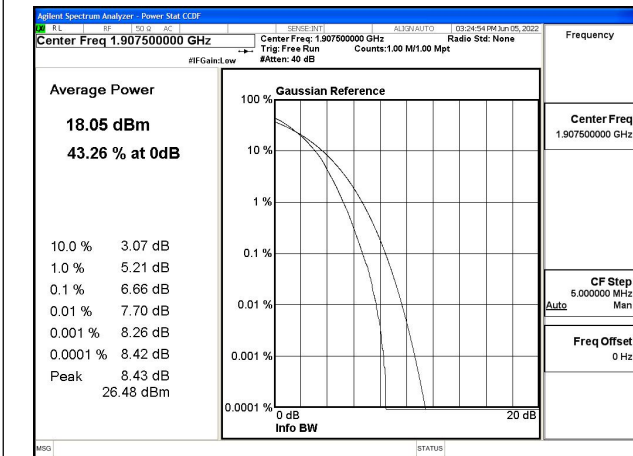 Agilent Spectrum Analyzer - Power Stat CCDF
RL RF 50 Ω AC SENSE:INT ALIGN AUTO 03:24:54 PM Jun 05, 2022
Center Freq 1.907500000 GHz
Center Freq: 1.907500000 GHz Radio Std: None
Trig: Free Run Counts:1.00 M/1.00 Mpt
#IFGain:Low #Atten: 40 dB
Frequency
Average Power
18.05 dBm
43.26 % at 0dB
10.0 % 3.07 dB
1.0 % 5.21 dB
0.1 % 6.66 dB
0.01 % 7.70 dB
0.001 % 8.26 dB
0.0001 % 8.42 dB
Peak 8.43 dB
26.48 dBm
Gaussian Reference
100 %
10 %
1 %
0.1 %
0.01 %
0.001 %
0.0001 %
0 dB 20 dB
Info BW
Center Freq
1.907500000 GHz
CF Step
5.000000 MHz
Auto Man
Freq Offset
0 Hz
MSG STATUS